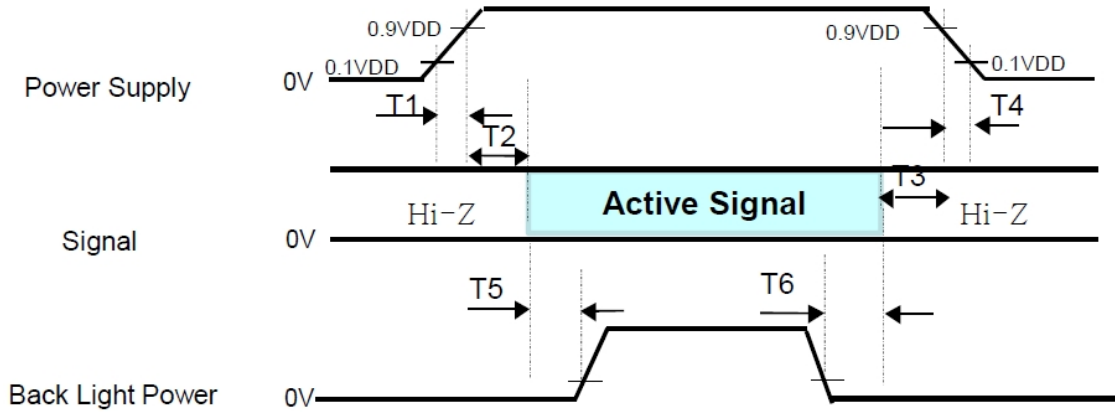 0.9VDD
0.9VDD
0.1VDD
0.1VDD
Power Supply
0V
T1
T4
T2
T3
Active Signal
Hi-Z
Hi-Z
Signal
0V
T5
T6
Back Light Power
0V